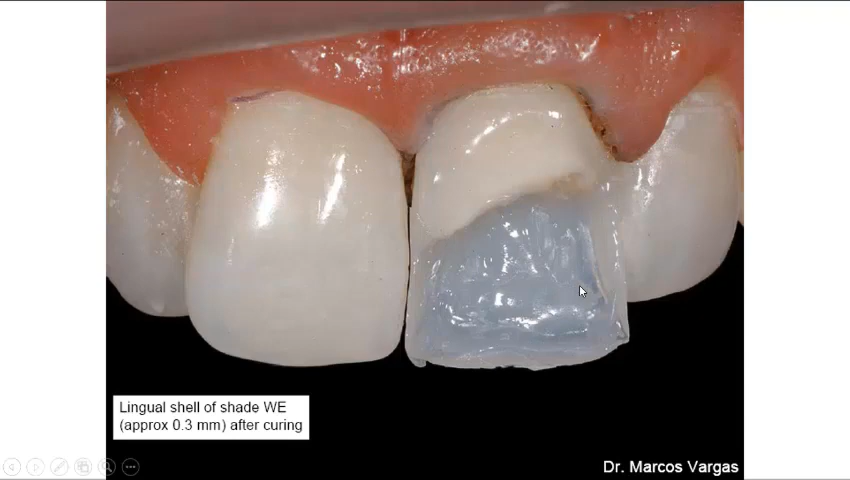 Lingual shell of shade WE
(approx 0.3 mm) after curing
Dr. Marcos Vargas